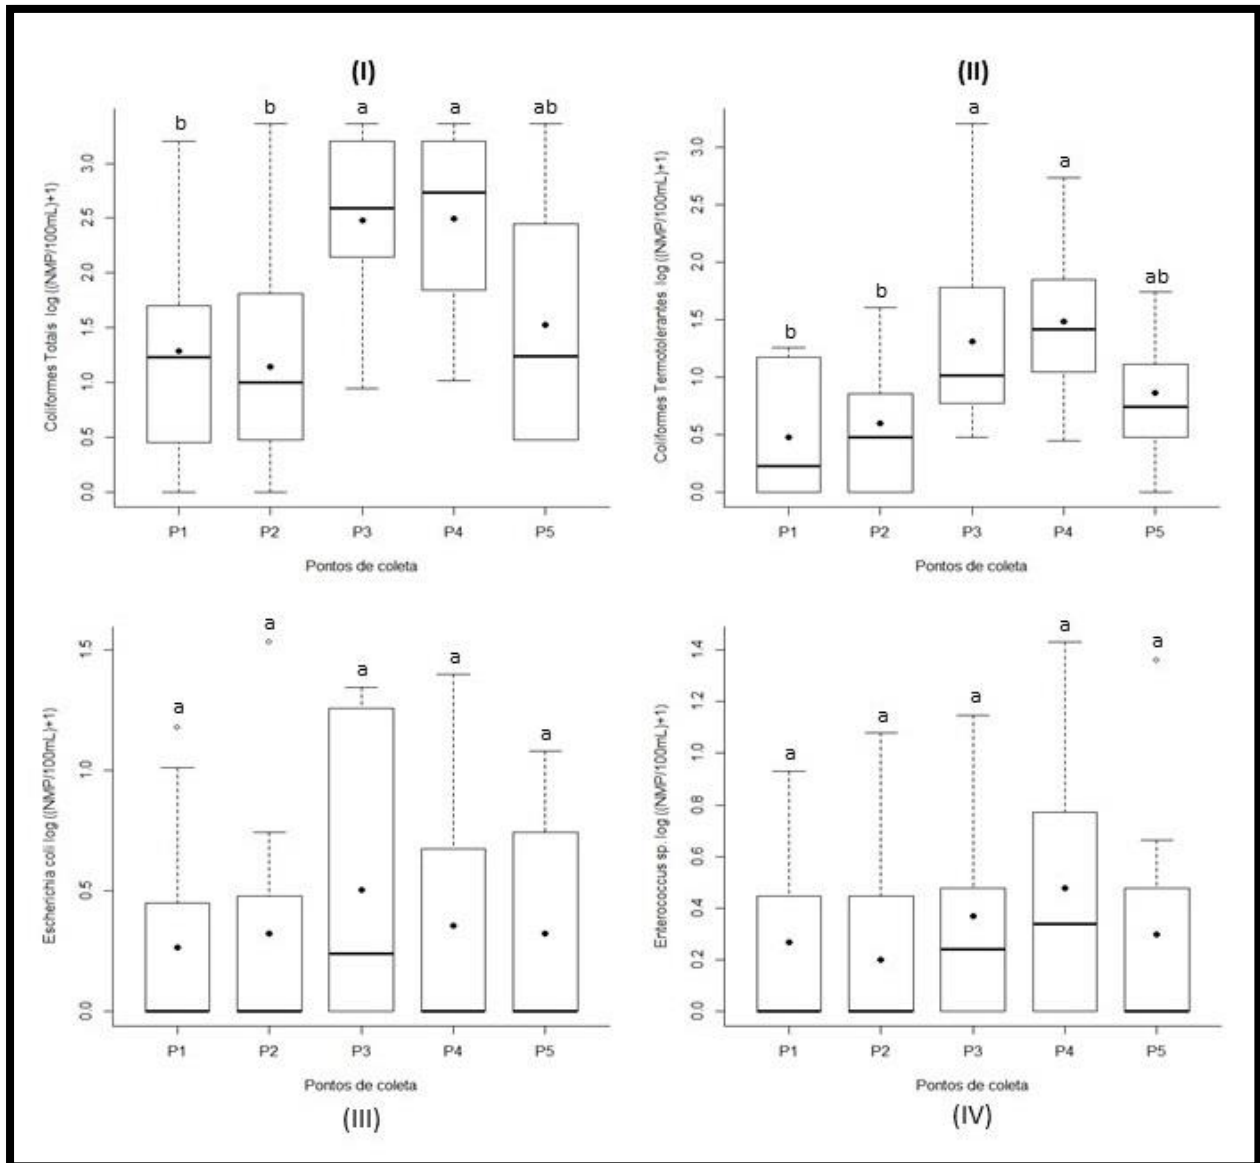 (I)
b b a a ab
Coliformes Totais log ((NMP/100mL)+1)
3.0
2.5
2.0
1.5
1.0
0.5
0.0
P1 P2 P3 P4 P5
Pontos de coleta
(II)
b b a a ab
Coliformes Termotolerantes log ((NMP/100mL)+1)
3.0
2.5
2.0
1.5
1.0
0.5
0.0
P1 P2 P3 P4 P5
Pontos de coleta
a a a a a
Escherichia coli log ((NMP/100mL)+1)
1.5
1.0
0.5
0.0
P1 P2 P3 P4 P5
Pontos de coleta
(III)
a a a a a
Enterococcus sp. log ((NMP/100mL)+1)
1.4
1.2
1.0
0.8
0.6
0.4
0.2
0.0
P1 P2 P3 P4 P5
Pontos de coleta
(IV)